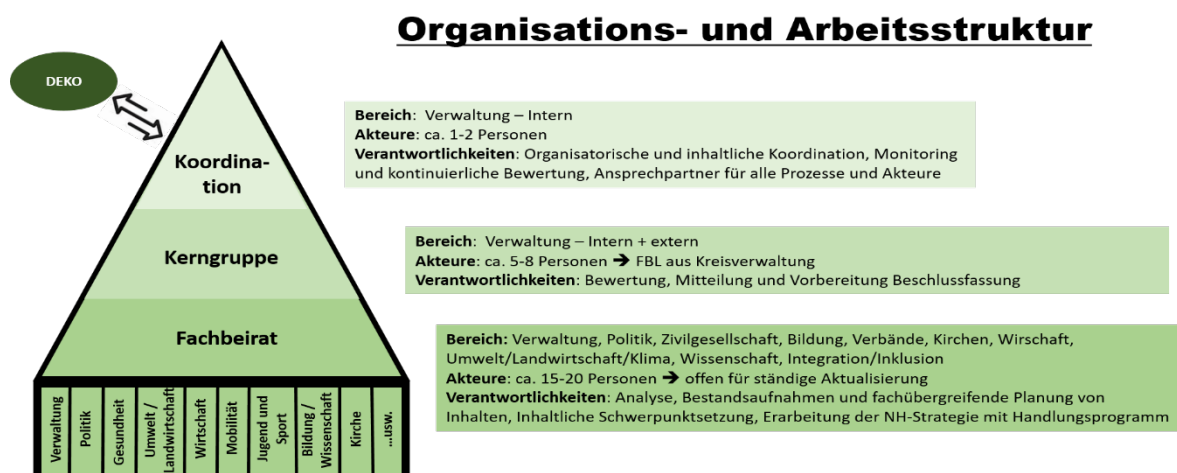 Organisations- und Arbeitsstruktur
DEKO
Koordina-
tion
Kerngruppe
Fachbeirat
Verwaltung
Politik
Gesundheit
Umwelt /
Landwirtschaft
Wirtschaft
Mobilität
Jugend und
Sport
Bildung /
Wissenschaft
Kirche
...usw.
Bereich: Verwaltung – Intern
Akteure: ca. 1-2 Personen
Verantwortlichkeiten: Organisatorische und inhaltliche Koordination, Monitoring
und kontinuierliche Bewertung, Ansprechpartner für alle Prozesse und Akteure
Bereich: Verwaltung – Intern + extern
Akteure: ca. 5-8 Personen ➔ FBL aus Kreisverwaltung
Verantwortlichkeiten: Bewertung, Mitteilung und Vorbereitung Beschlussfassung
Bereich: Verwaltung, Politik, Zivilgesellschaft, Bildung, Verbände, Kirchen, Wirschaft,
Umwelt/Landwirtschaft/Klima, Wissenschaft, Integration/Inklusion
Akteure: ca. 15-20 Personen ➔ offen für ständige Aktualisierung
Verantwortlichkeiten: Analyse, Bestandsaufnahmen und fachübergreifende Planung von
Inhalten, Inhaltliche Schwerpunktsetzung, Erarbeitung der NH-Strategie mit Handlungsprogramm